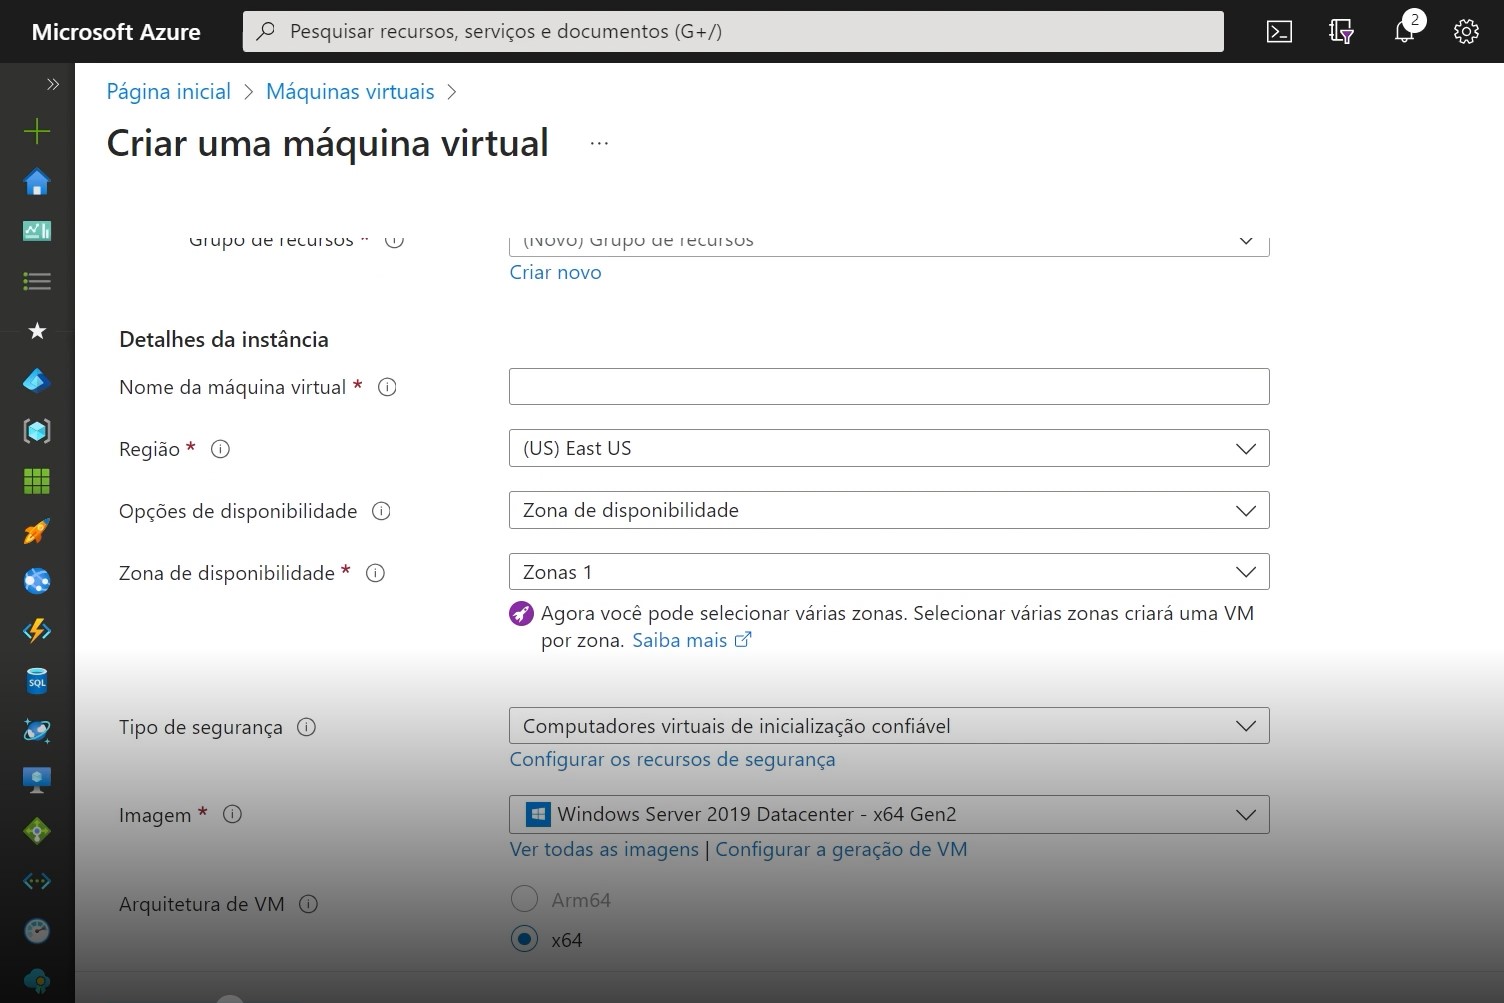 Microsoft Azure
Pesquisar recursos, serviços e documentos (G+/)
2
Página inicial > Máquinas virtuais >
Criar uma máquina virtual ...
Grupo de recursos *
(Novo) Grupo de recursos
Criar novo
Detalhes da instância
Nome da máquina virtual *
Região *
(US) East US
Opções de disponibilidade
Zona de disponibilidade
Zona de disponibilidade *
Zonas 1
Agora você pode selecionar várias zonas. Selecionar várias zonas criará uma VM
por zona. Saiba mais
Tipo de segurança
Computadores virtuais de inicialização confiável
Configurar os recursos de segurança
Imagem *
Windows Server 2019 Datacenter - x64 Gen2
Ver todas as imagens | Configurar a geração de VM
Arquitetura de VM
Arm64
x64
SQL